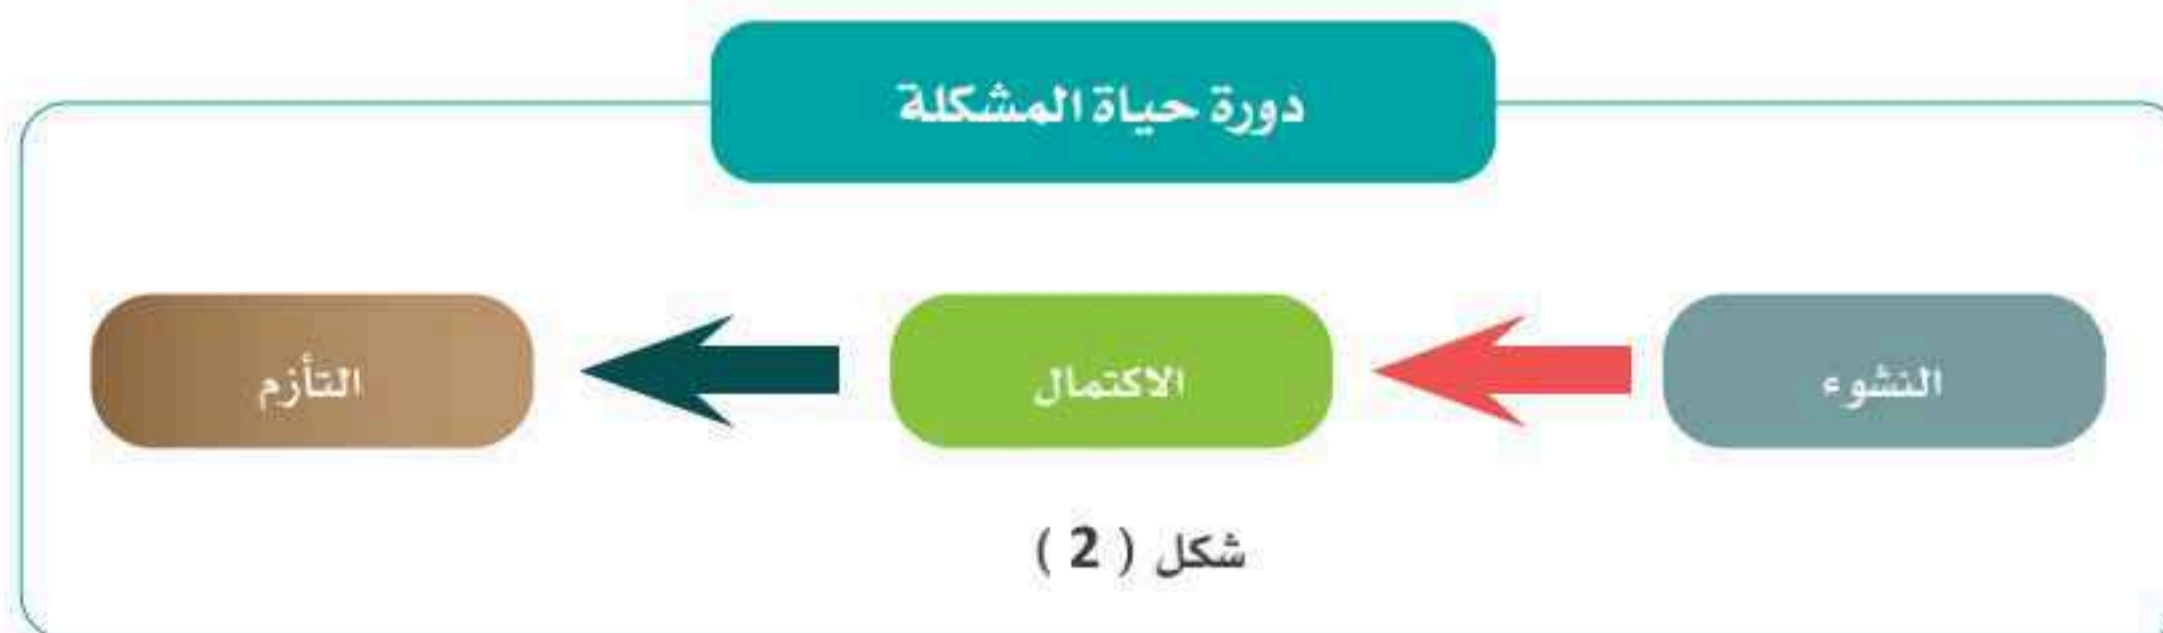 دورة حياة المشكلة
النشوء
الاكتمال
التأزم
شكل ( 2 )